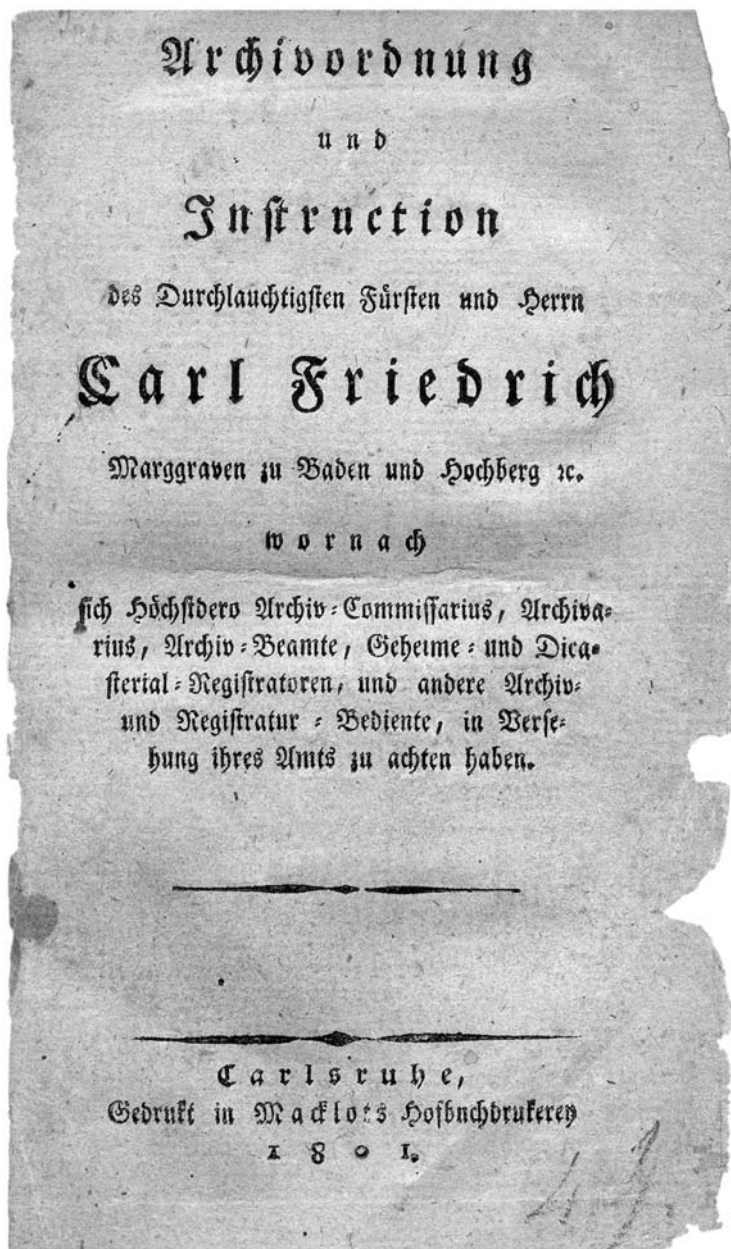 Archivordnung
und
Instruction
des Durchlauchtigsten Fürsten und Herrn
Carl Friedrich
Marggraven zu Baden und Hochberg ꝛc.
wornach
sich Höchstdero Archiv-Commissarius, Archiva-
rius, Archiv-Beamte, Geheime- und Dica-
sterial-Registratoren, und andere Archiv-
und Registratur-Bediente, in Verse-
hung ihres Amts zu achten haben.
Carlsruhe,
Gedrukt in Macklots Hofbuchdrukerey
1801.